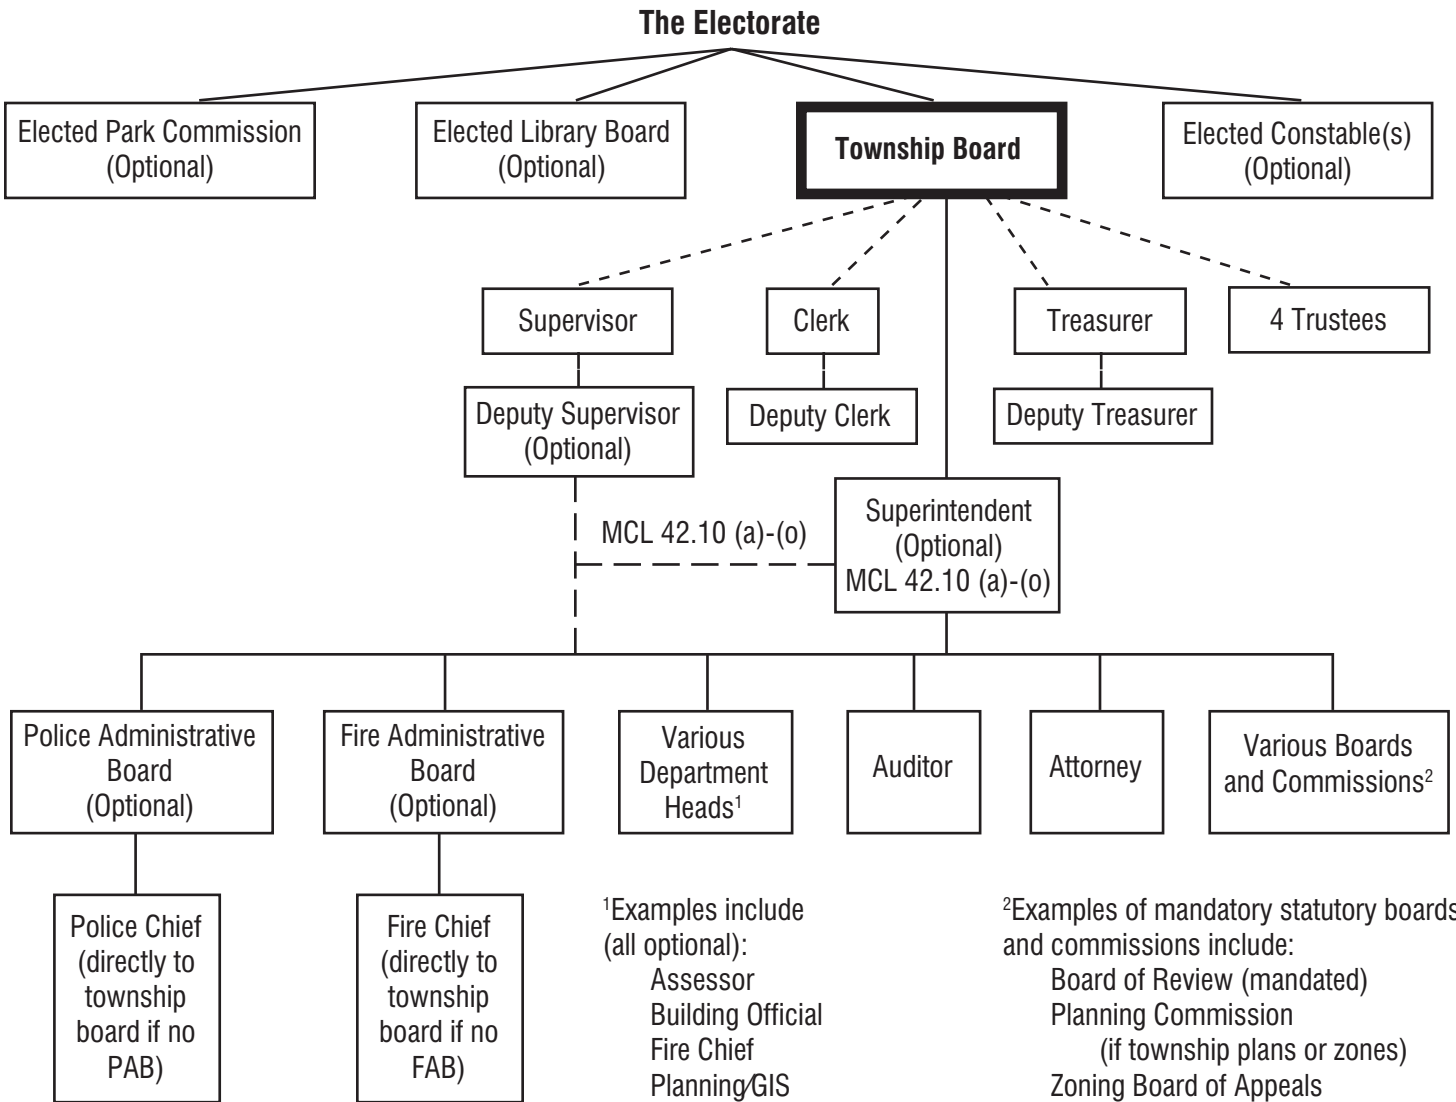 The Electorate
Elected Park Commission
(Optional)
Elected Library Board
(Optional)
Township Board
Elected Constable(s)
(Optional)
Supervisor
Clerk
Treasurer
4 Trustees
Deputy Supervisor
(Optional)
Deputy Clerk
Deputy Treasurer
MCL 42.10 (a)-(o)
Superintendent
(Optional)
MCL 42.10 (a)-(o)
Police Administrative
Board
(Optional)
Fire Administrative
Board
(Optional)
Various
Department
Heads¹
Auditor
Attorney
Various Boards
and Commissions²
Police Chief
(directly to
township
board if no
PAB)
Fire Chief
(directly to
township
board if no
FAB)
¹Examples include
(all optional):
Assessor
Building Official
Fire Chief
Planning/GIS
²Examples of mandatory statutory boards
and commissions include:
Board of Review (mandated)
Planning Commission
(if township plans or zones)
Zoning Board of Appeals